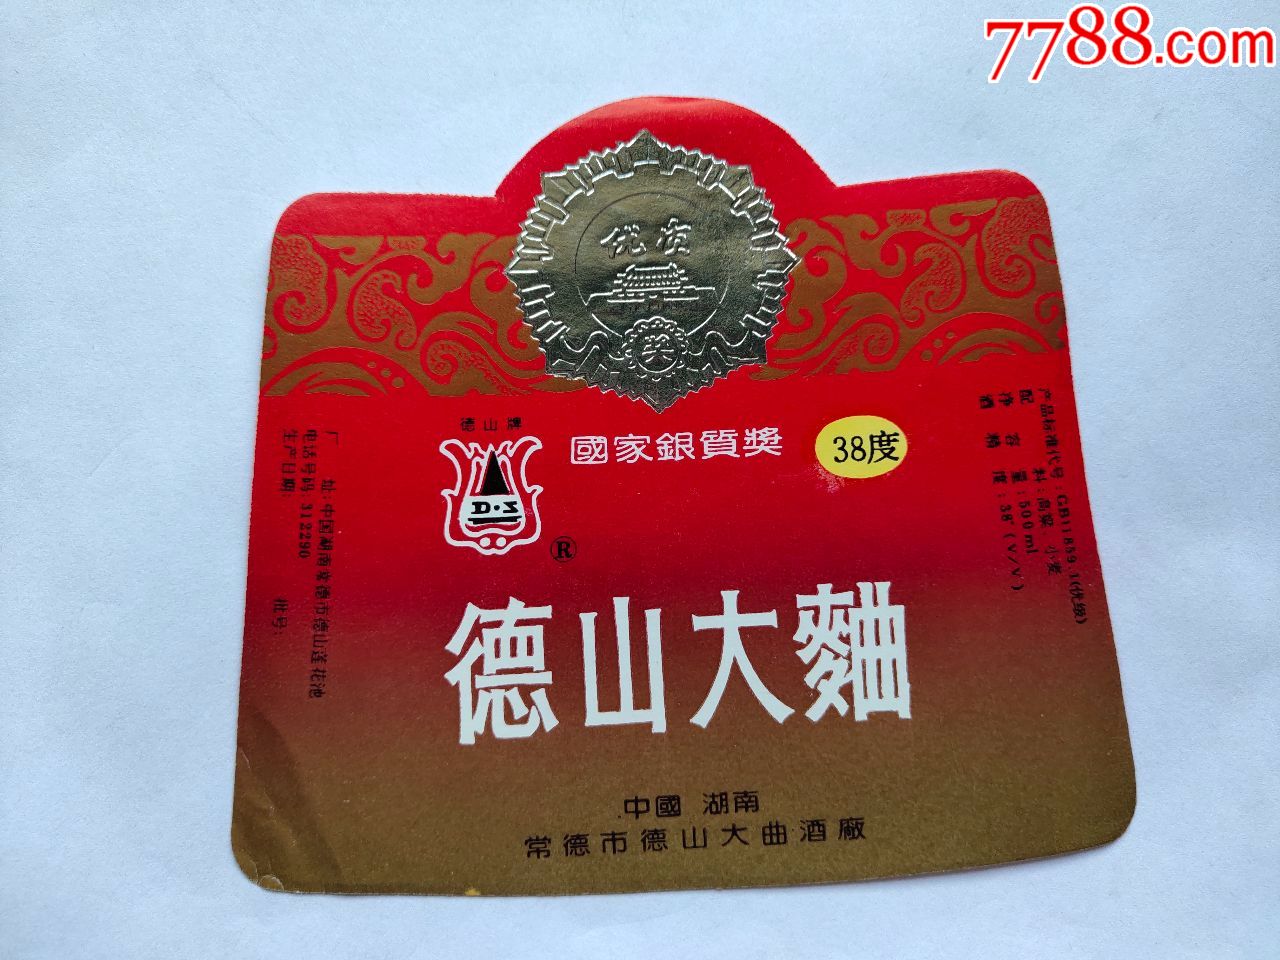 7788.com
优质
奖
德山牌
國家銀質獎
38度
D·S
®
德山大麯
中國 湖南
常德市德山大曲酒廠
厂 址:中国湖南常德市德山莲花池
电话号码:312290
生产日期: 批号:
产品标准代号:GB11859.1(优级)
配 料:高粱、小麦
净 容 量:500ml
酒 精 度:38°(V/V)